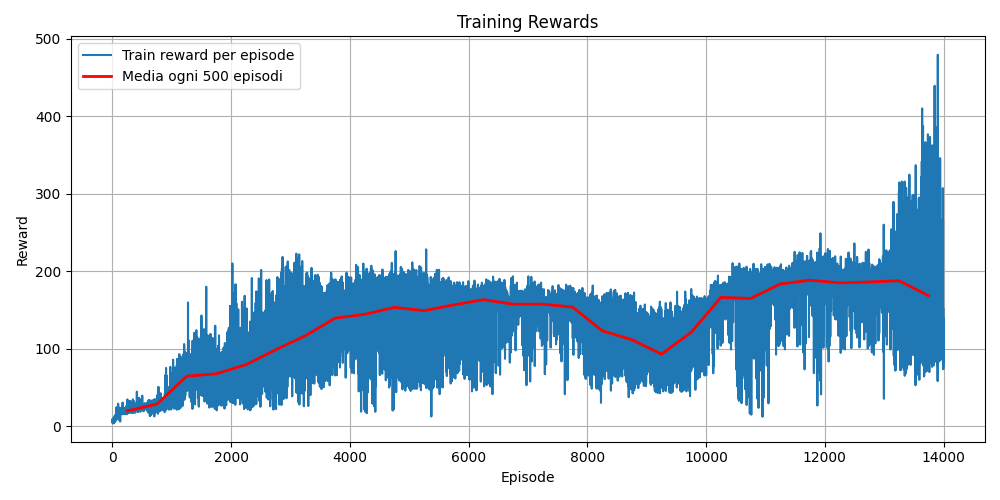 Training Rewards
Train reward per episode
Media ogni 500 episodi
500
400
300
200
100
0
Reward
0 2000 4000 6000 8000 10000 12000 14000
Episode